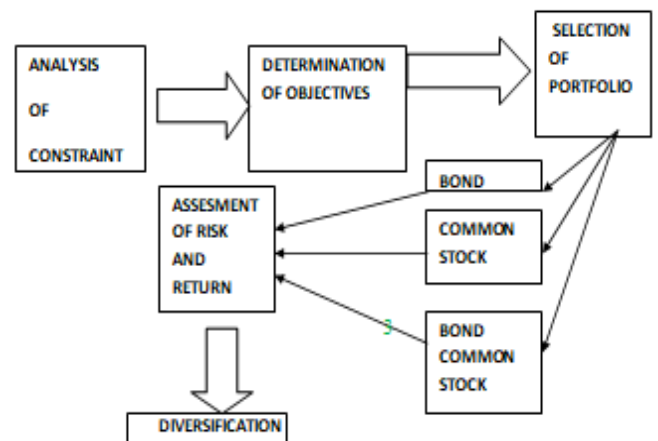 ANALYSIS
OF
CONSTRAINT
DETERMINATION
OF OBJECTIVES
SELECTION
OF
PORTFOLIO
BOND
COMMON
STOCK
BOND
COMMON
STOCK
ASSESMENT
OF RISK
AND
RETURN
3
DIVERSIFICATION